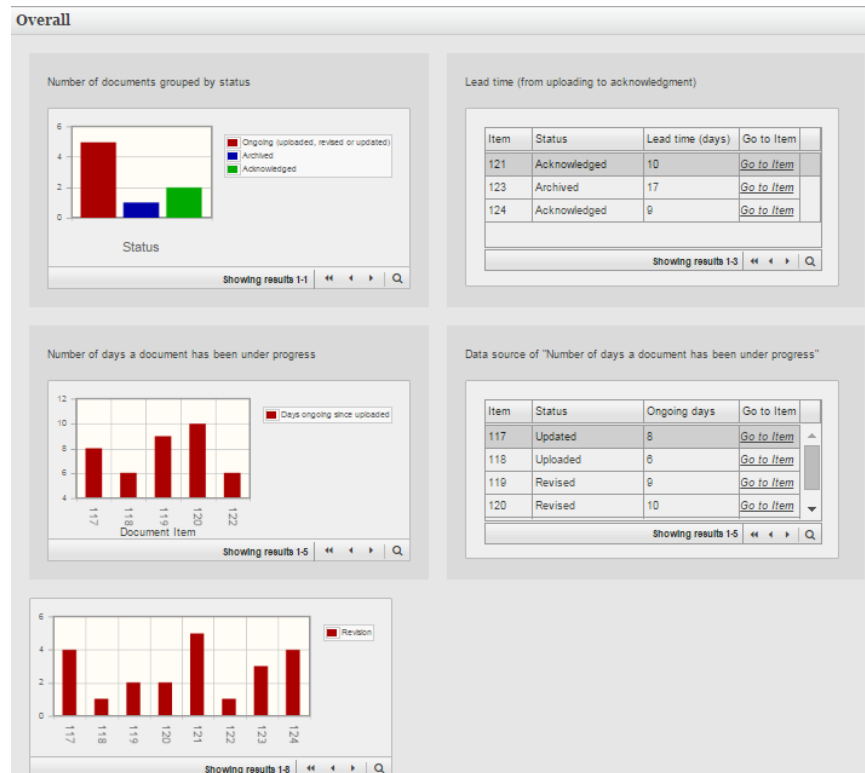 Overall
Number of documents grouped by status
6
4
2
0
Ongoing (uploaded, revised or updated)
Archived
Acknowledged
Status
Showing results 1-1
Lead time (from uploading to acknowledgment)
Item Status Lead time (days) Go to Item
121 Acknowledged 10 Go to Item
123 Archived 17 Go to Item
124 Acknowledged 9 Go to Item
Showing results 1-3
Number of days a document has been under progress
12
10
8
6
4
Days ongoing since uploaded
117 118 119 120 122
Document Item
Showing results 1-5
Data source of "Number of days a document has been under progress"
Item Status Ongoing days Go to Item
117 Updated 8 Go to Item
118 Uploaded 6 Go to Item
119 Revised 9 Go to Item
120 Revised 10 Go to Item
Showing results 1-5
6
4
2
0
Revision
117 118 119 120 121 122 123 124
Showing results 1-8